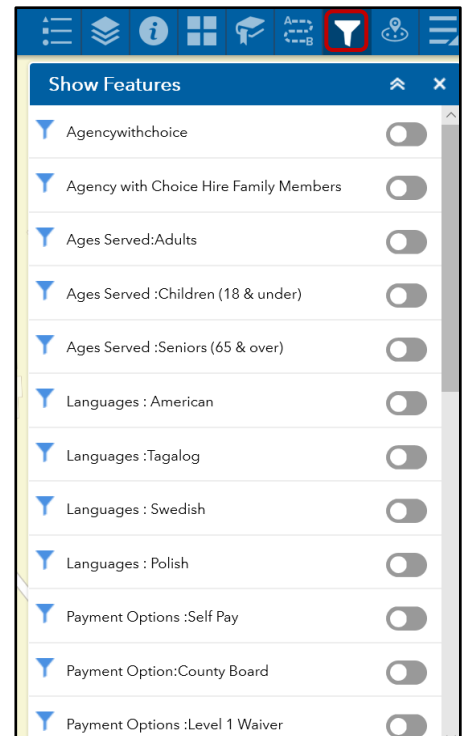 A
B
Show Features
Agencywithchoice
Agency with Choice Hire Family Members
Ages Served:Adults
Ages Served :Children (18 & under)
Ages Served :Seniors (65 & over)
Languages : American
Languages :Tagalog
Languages : Swedish
Languages : Polish
Payment Options :Self Pay
Payment Option:County Board
Payment Options :Level 1 Waiver